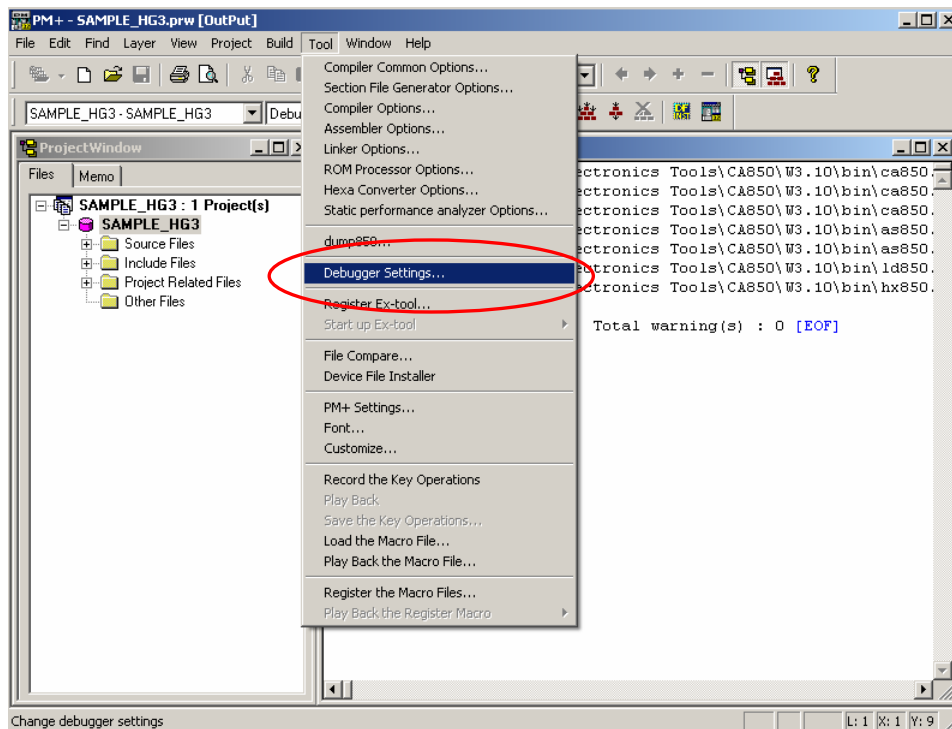 PM+ - SAMPLE_HG3.prw [OutPut]
File Edit Find Layer View Project Build Tool Window Help
SAMPLE_HG3 - SAMPLE_HG3
Debu
ProjectWindow
Files Memo
SAMPLE_HG3 : 1 Project(s)
SAMPLE_HG3
Source Files
Include Files
Project Related Files
Other Files
Compiler Common Options...
Section File Generator Options...
Compiler Options...
Assembler Options...
Linker Options...
ROM Processor Options...
Hexa Converter Options...
Static performance analyzer Options...
dump850...
Debugger Settings...
Register Ex-tool...
Start up Ex-tool
File Compare...
Device File Installer
PM+ Settings...
Font...
Customize...
Record the Key Operations
Play Back
Save the Key Operations...
Load the Macro File...
Play Back the Macro File...
Register the Macro Files...
Play Back the Register Macro
ectronics Tools\CA850\W3.10\bin\ca850.
ectronics Tools\CA850\W3.10\bin\ca850.
ectronics Tools\CA850\W3.10\bin\ca850.
ectronics Tools\CA850\W3.10\bin\as850.
ectronics Tools\CA850\W3.10\bin\as850.
ectronics Tools\CA850\W3.10\bin\ld850.
ectronics Tools\CA850\W3.10\bin\hx850.
Total warning(s) : 0 [EOF]
Change debugger settings
L: 1 X: 1 Y: 9